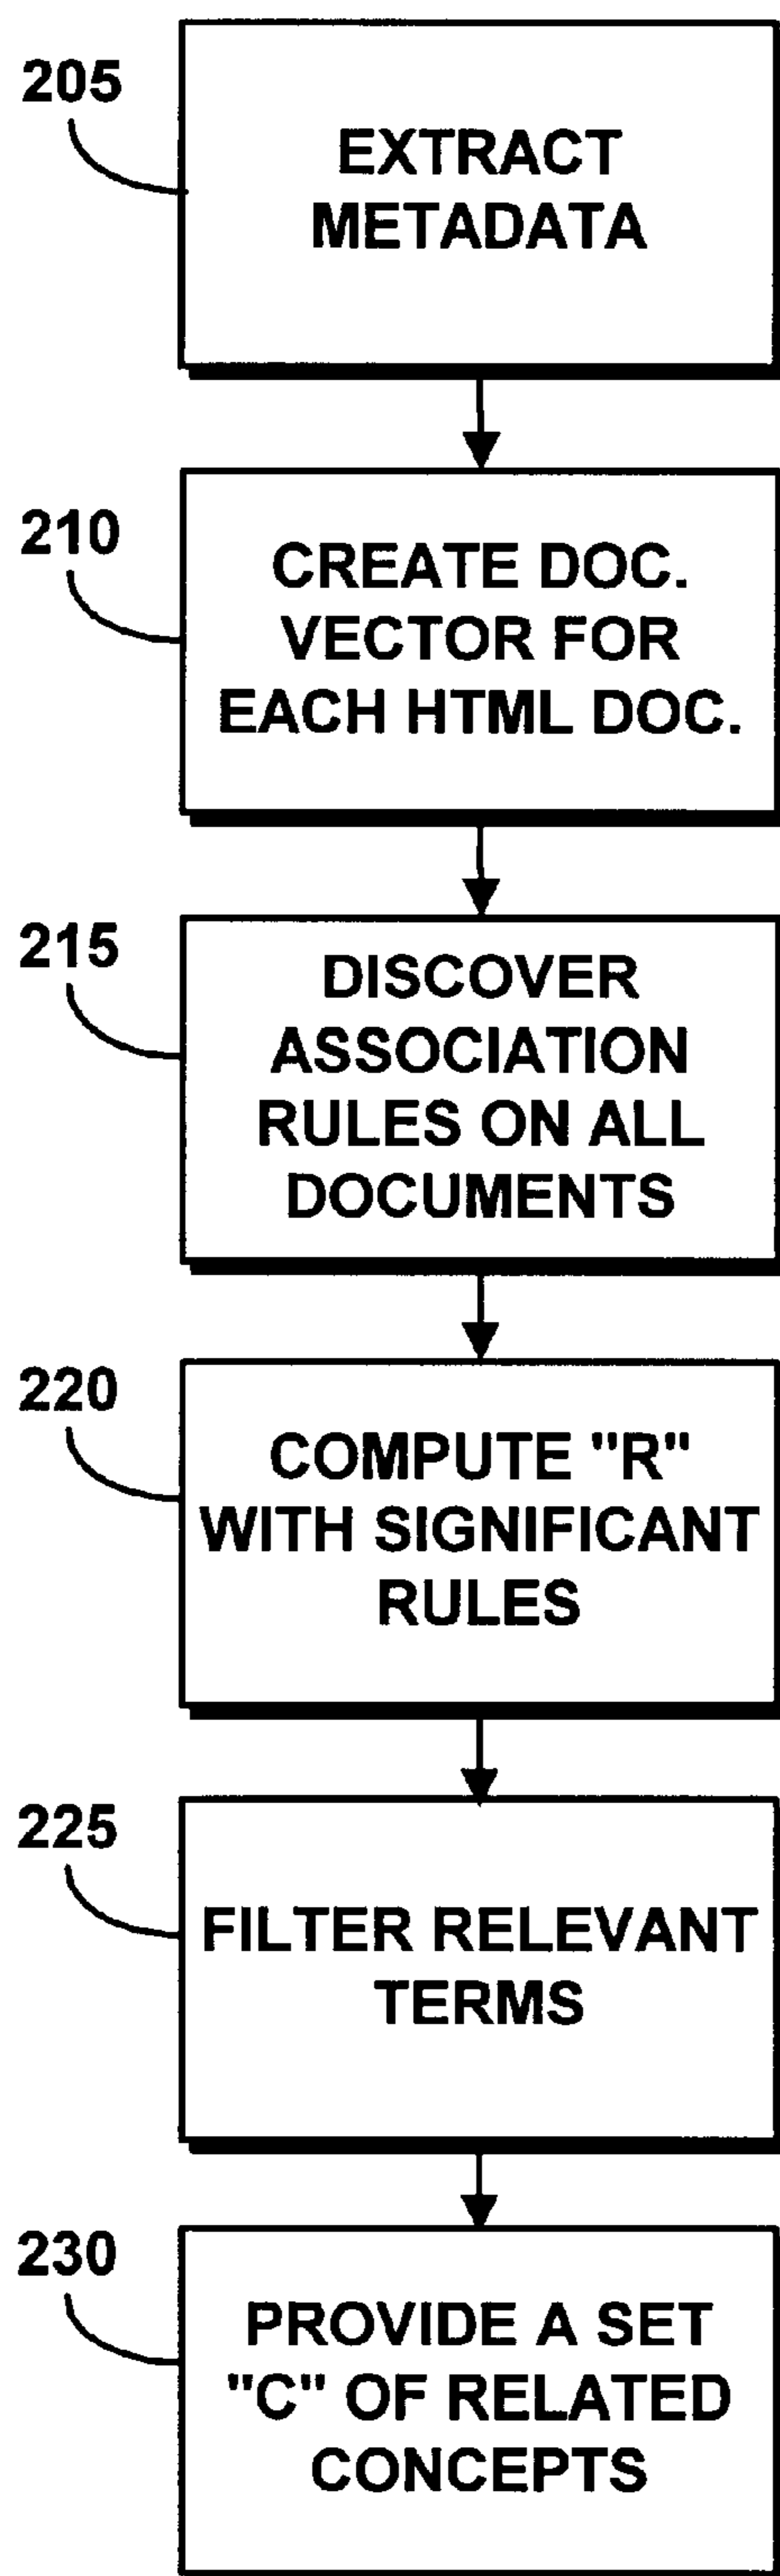 205
EXTRACT
METADATA
210
CREATE DOC.
VECTOR FOR
EACH HTML DOC.
215
DISCOVER
ASSOCIATION
RULES ON ALL
DOCUMENTS
220
COMPUTE "R"
WITH SIGNIFICANT
RULES
225
FILTER RELEVANT
TERMS
230
PROVIDE A SET
"C" OF RELATED
CONCEPTS